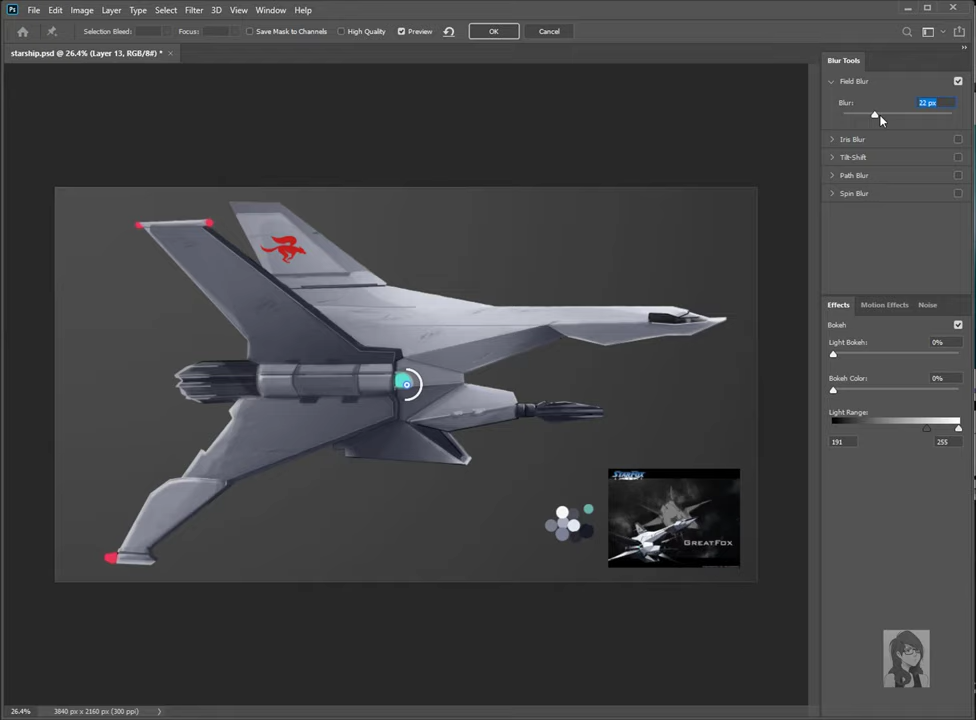 Ps File Edit Image Layer Type Select Filter 3D View Window Help
Selection Bleed: Focus: Save Mask to Channels High Quality Preview OK Cancel
starship.psd @ 26.4% (Layer 13, RGB/8#) * ×
Blur Tools
Field Blur
Blur: 22 px
Iris Blur
Tilt-Shift
Path Blur
Spin Blur
Effects Motion Effects Noise
Bokeh
Light Bokeh: 0%
Bokeh Color: 0%
Light Range:
191 255
STARFOX
GREATFOX
26.4% 3840 px x 2160 px (300 ppi)